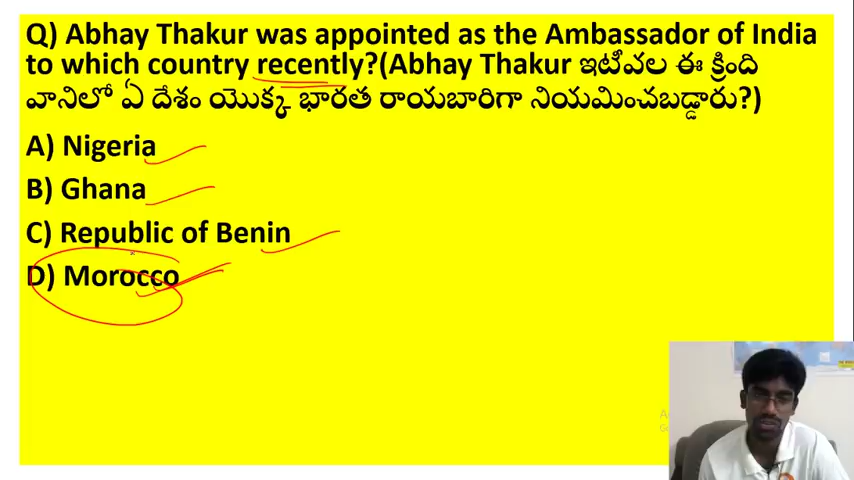 Q) Abhay Thakur was appointed as the Ambassador of India
to which country recently?(Abhay Thakur ఇటీవల ఈ క్రింది
వానిలో ఏ దేశం యొక్క భారత రాయబారిగా నియమించబడ్డారు?)
A) Nigeria
B) Ghana
C) Republic of Benin
D) Morocco